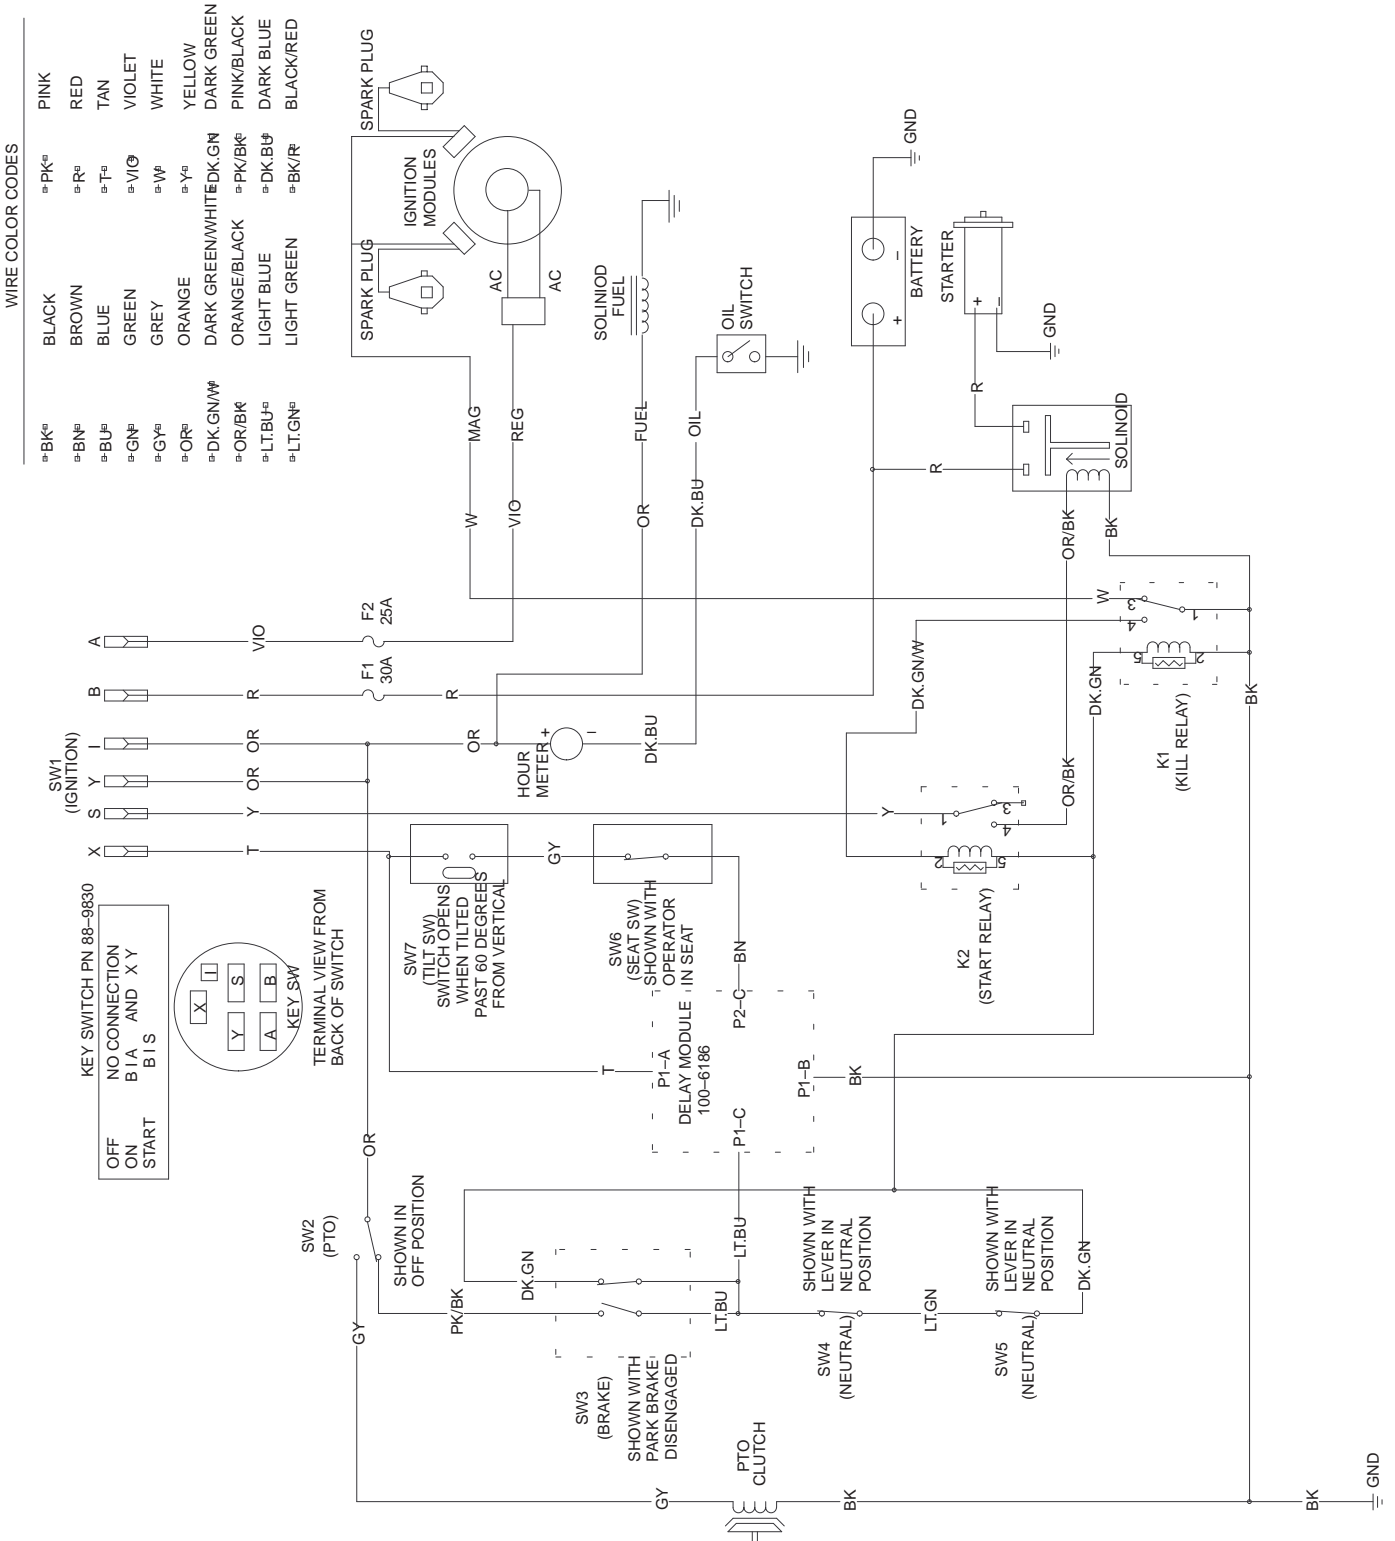 WIRE COLOR CODES
BK BLACK PK PINK
BN BROWN R RED
BU BLUE T TAN
GN GREEN VIO VIOLET
GY GREY W WHITE
OR ORANGE Y YELLOW
DK.GN/W DARK GREEN/WHITE DK.GN DARK GREEN
OR/BK ORANGE/BLACK PK/BK PINK/BLACK
LT.BU LIGHT BLUE DK.BU DARK BLUE
LT.GN LIGHT GREEN BK/R BLACK/RED
SPARK PLUG
SPARK PLUG
IGNITION
MODULES
AC
AC
MAG
REG
W
VIO
SOLINIOD
FUEL
FUEL
OR
OIL
SWITCH
OIL
DK.BU
GND
BATTERY
+
–
STARTER
+
–
GND
R
R
SOLINOID
OR/BK
BK
SW1
(IGNITION)
A
B
I
Y
S
X
VIO
R
OR
OR
Y
T
F2
25A
F1
30A
R
OR
HOUR
METER
+
–
DK.BU
W
3
4
1
5
2
K1
(KILL RELAY)
DK.GN/W
DK.GN
BK
OR/BK
Y
1
3
4
2
5
K2
(START RELAY)
KEY SWITCH PN 88–9830
OFF NO CONNECTION
ON B I A AND X Y
START B I S
X
I
Y
S
A
B
KEY SW
TERMINAL VIEW FROM
BACK OF SWITCH
SW7
(TILT SW)
SWITCH OPENS
WHEN TILTED
PAST 60 DEGREES
FROM VERTICAL
GY
SW6
(SEAT SW)
SHOWN WITH
OPERATOR
IN SEAT
BN
P2–C
P1–A
DELAY MODULE
100–6186
P1–B
P1–C
T
BK
OR
SW2
(PTO)
SHOWN IN
OFF POSITION
GY
PK/BK
DK.GN
SW3
(BRAKE)
SHOWN WITH
PARK BRAKE
DISENGAGED
LT.BU
LT.BU
SHOWN WITH
LEVER IN
NEUTRAL
POSITION
SW4
(NEUTRAL)
LT.GN
SHOWN WITH
LEVER IN
NEUTRAL
POSITION
SW5
(NEUTRAL)
DK.GN
PTO
CLUTCH
GY
BK
BK
GND